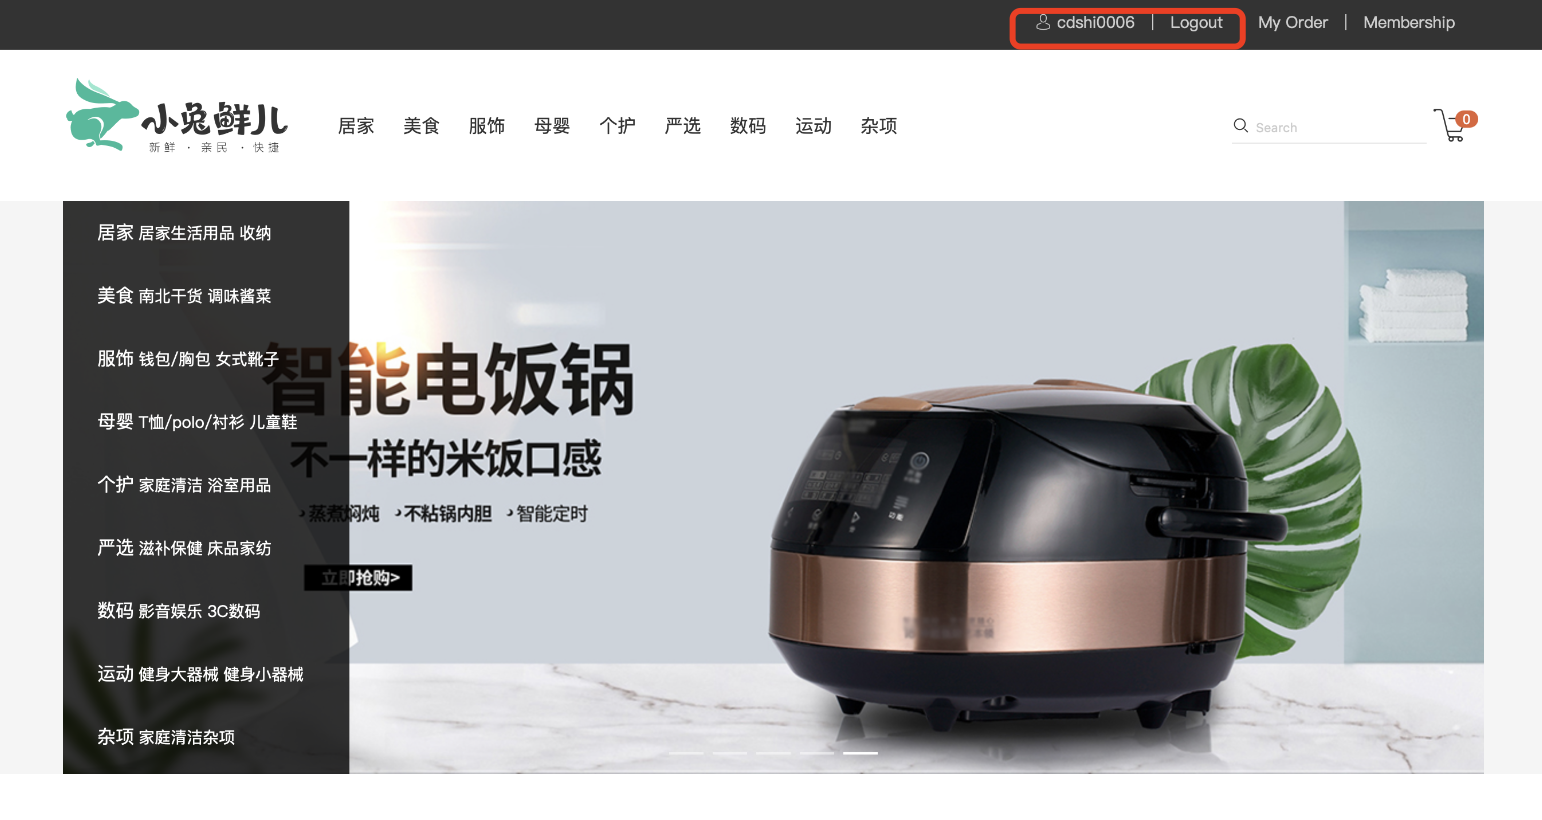 cdshi0006 | Logout My Order | Membership
小兔鲜儿
新鲜 · 亲民 · 快捷
居家 美食 服饰 母婴 个护 严选 数码 运动 杂项
Search
0
居家 居家生活用品 收纳
美食 南北干货 调味酱菜
服饰 钱包/胸包 女式靴子
母婴 T恤/polo/衬衫 儿童鞋
个护 家庭清洁 浴室用品
严选 滋补保健 床品家纺
数码 影音娱乐 3C数码
运动 健身大器械 健身小器械
杂项 家庭清洁杂项
智能电饭锅
不一样的米饭口感
蒸煮焖炖 不粘锅内胆 智能定时
立即抢购>